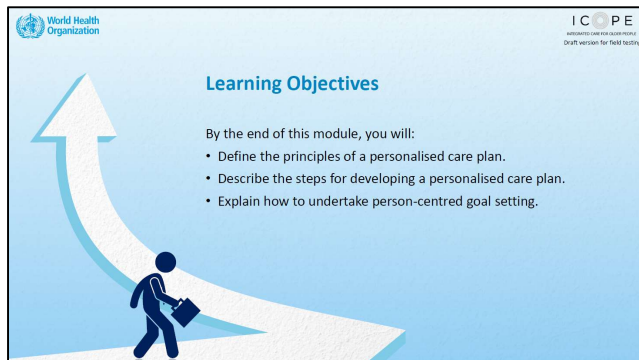 World Health
Organization
ICOPE
INTEGRATED CARE FOR OLDER PEOPLE
Draft version for field testing
Learning Objectives
By the end of this module, you will:
• Define the principles of a personalised care plan.
• Describe the steps for developing a personalised care plan.
• Explain how to undertake person-centred goal setting.